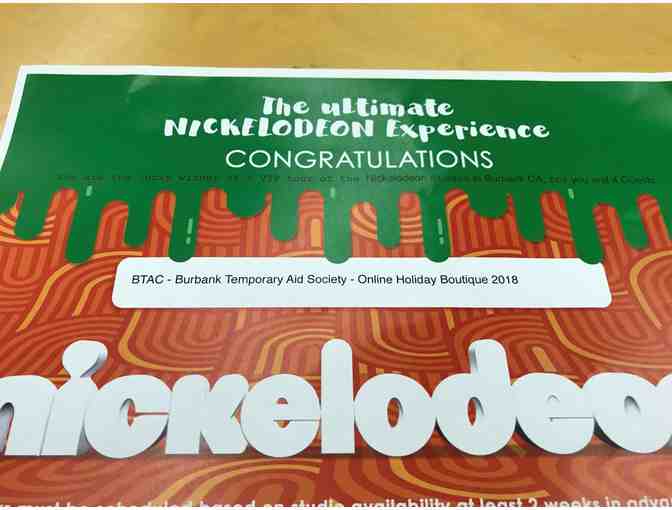 The ultimate
NICKELODEON Experience
CONGRATULATIONS
You are the lucky winner of a VIP tour of the Nickelodeon Studios in Burbank CA, for you and 4 Guests
BTAC - Burbank Temporary Aid Society - Online Holiday Boutique 2018
nickelodeon
must be scheduled based on studio availability at least 2 weeks in